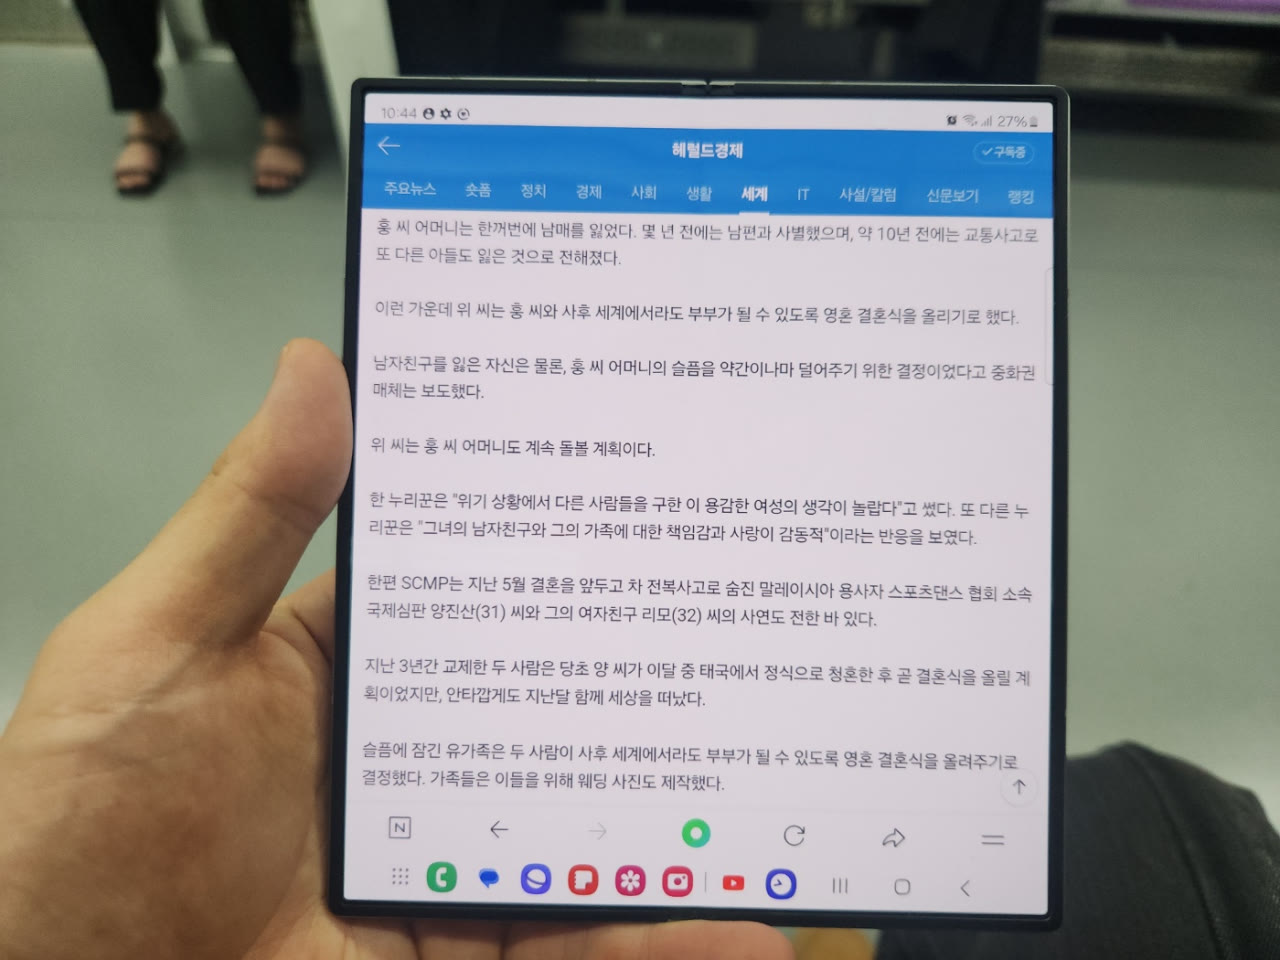 10:44
27%
헤럴드경제
구독중
주요뉴스 숏폼 정치 경제 사회 생활 세계 IT 사설/칼럼 신문보기 랭킹
훙 씨 어머니는 한꺼번에 남매를 잃었다. 몇 년 전에는 남편과 사별했으며, 약 10년 전에는 교통사고로
또 다른 아들도 잃은 것으로 전해졌다.
이런 가운데 위 씨는 훙 씨와 사후 세계에서라도 부부가 될 수 있도록 영혼 결혼식을 올리기로 했다.
남자친구를 잃은 자신은 물론, 훙 씨 어머니의 슬픔을 약간이나마 덜어주기 위한 결정이었다고 중화권
매체는 보도했다.
위 씨는 훙 씨 어머니도 계속 돌볼 계획이다.
한 누리꾼은 "위기 상황에서 다른 사람들을 구한 이 용감한 여성의 생각이 놀랍다"고 썼다. 또 다른 누
리꾼은 "그녀의 남자친구와 그의 가족에 대한 책임감과 사랑이 감동적"이라는 반응을 보였다.
한편 SCMP는 지난 5월 결혼을 앞두고 차 전복사고로 숨진 말레이시아 용사자 스포츠댄스 협회 소속
국제심판 양진산(31) 씨와 그의 여자친구 리모(32) 씨의 사연도 전한 바 있다.
지난 3년간 교제한 두 사람은 당초 양 씨가 이달 중 태국에서 정식으로 청혼한 후 곧 결혼식을 올릴 계
획이었지만, 안타깝게도 지난달 함께 세상을 떠났다.
슬픔에 잠긴 유가족은 두 사람이 사후 세계에서라도 부부가 될 수 있도록 영혼 결혼식을 올려주기로
결정했다. 가족들은 이들을 위해 웨딩 사진도 제작했다.
N